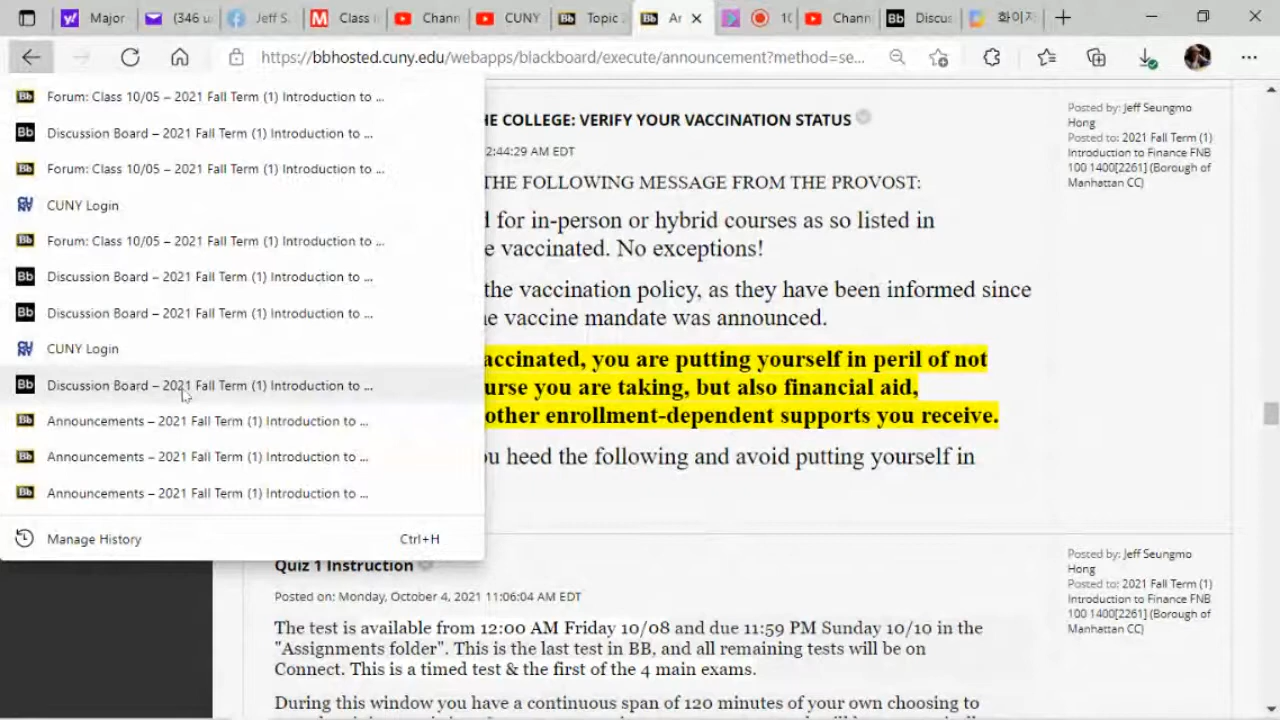 Major
(346 u
Jeff S.
Class i
Chann
CUNY
Topic
Ar
Chann
Discus
화이지
https://bbhosted.cuny.edu/webapps/blackboard/execute/announcement?method=se...
Forum: Class 10/05 – 2021 Fall Term (1) Introduction to ...
Discussion Board – 2021 Fall Term (1) Introduction to ...
Forum: Class 10/05 – 2021 Fall Term (1) Introduction to ...
CUNY Login
Forum: Class 10/05 – 2021 Fall Term (1) Introduction to ...
Discussion Board – 2021 Fall Term (1) Introduction to ...
Discussion Board – 2021 Fall Term (1) Introduction to ...
CUNY Login
Discussion Board – 2021 Fall Term (1) Introduction to ...
Announcements – 2021 Fall Term (1) Introduction to ...
Announcements – 2021 Fall Term (1) Introduction to ...
Announcements – 2021 Fall Term (1) Introduction to ...
Manage History Ctrl+H
HE COLLEGE: VERIFY YOUR VACCINATION STATUS
2:44:29 AM EDT
THE FOLLOWING MESSAGE FROM THE PROVOST:
d for in-person or hybrid courses as so listed in
e vaccinated. No exceptions!
the vaccination policy, as they have been informed since
e vaccine mandate was announced.
accinated, you are putting yourself in peril of not
urse you are taking, but also financial aid,
other enrollment-dependent supports you receive.
u heed the following and avoid putting yourself in
Posted by: Jeff Seungmo
Hong
Posted to: 2021 Fall Term (1)
Introduction to Finance FNB
100 1400[2261] (Borough of
Manhattan CC)
Quiz 1 Instruction
Posted on: Monday, October 4, 2021 11:06:04 AM EDT
The test is available from 12:00 AM Friday 10/08 and due 11:59 PM Sunday 10/10 in the
"Assignments folder". This is the last test in BB, and all remaining tests will be on
Connect. This is a timed test & the first of the 4 main exams.
During this window you have a continuous span of 120 minutes of your own choosing to
Posted by: Jeff Seungmo
Hong
Posted to: 2021 Fall Term (1)
Introduction to Finance FNB
100 1400[2261] (Borough of
Manhattan CC)